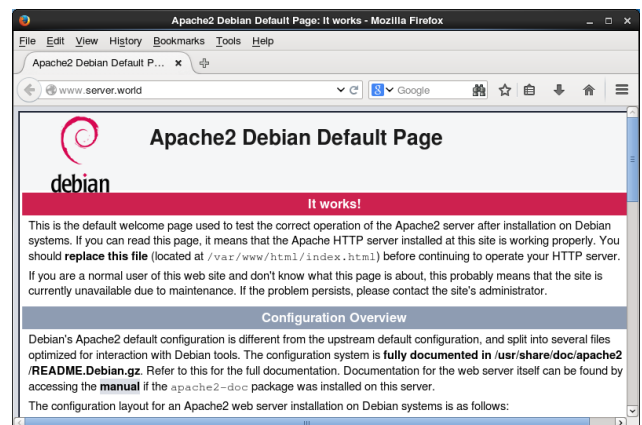 Apache2 Debian Default Page: It works - Mozilla Firefox
File Edit View History Bookmarks Tools Help
Apache2 Debian Default P...
www.server.world
Google
debian
Apache2 Debian Default Page
It works!
This is the default welcome page used to test the correct operation of the Apache2 server after installation on Debian
systems. If you can read this page, it means that the Apache HTTP server installed at this site is working properly. You
should replace this file (located at /var/www/html/index.html) before continuing to operate your HTTP server.
If you are a normal user of this web site and don't know what this page is about, this probably means that the site is
currently unavailable due to maintenance. If the problem persists, please contact the site's administrator.
Configuration Overview
Debian's Apache2 default configuration is different from the upstream default configuration, and split into several files
optimized for interaction with Debian tools. The configuration system is fully documented in /usr/share/doc/apache2
/README.Debian.gz. Refer to this for the full documentation. Documentation for the web server itself can be found by
accessing the manual if the apache2-doc package was installed on this server.
The configuration layout for an Apache2 web server installation on Debian systems is as follows: